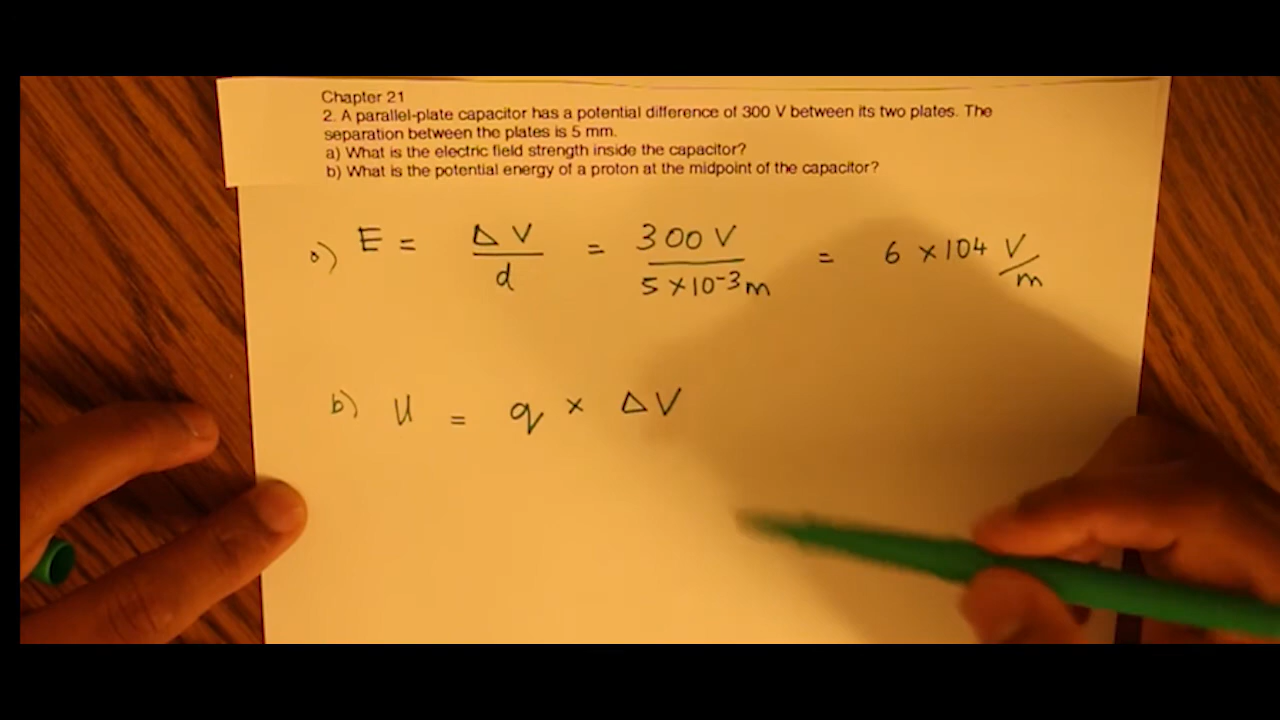 Chapter 21
2. A parallel-plate capacitor has a potential difference of 300 V between its two plates. The
separation between the plates is 5 mm.
a) What is the electric field strength inside the capacitor?
b) What is the potential energy of a proton at the midpoint of the capacitor?
a) E = ΔV/d = 300 V/5×10⁻³m = 6 ×10⁴ V/m
b) U = q × ΔV